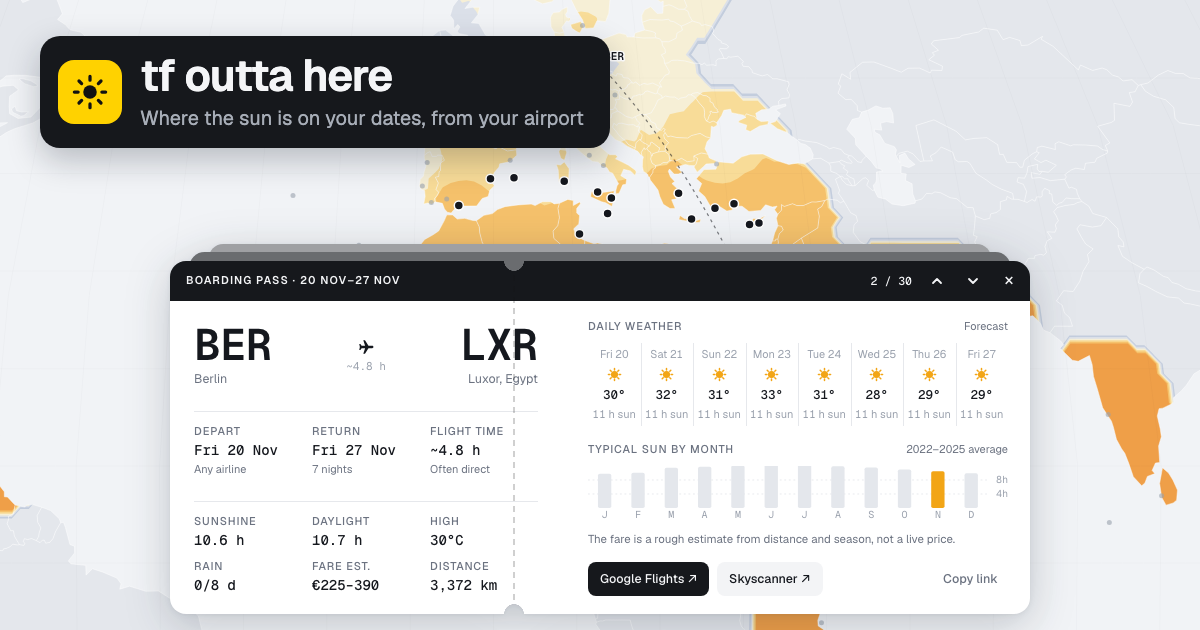 tf outta here
Where the sun is on your dates, from your airport
ER
BOARDING PASS · 20 NOV–27 NOV
2 / 30
BER
~4.8 h
LXR
Berlin
Luxor, Egypt
DEPART
RETURN
FLIGHT TIME
Fri 20 Nov
Fri 27 Nov
~4.8 h
Any airline
7 nights
Often direct
SUNSHINE
DAYLIGHT
HIGH
10.6 h
10.7 h
30°C
RAIN
FARE EST.
DISTANCE
0/8 d
€225–390
3,372 km
DAILY WEATHER
Forecast
Fri 20
Sat 21
Sun 22
Mon 23
Tue 24
Wed 25
Thu 26
Fri 27
30°
32°
31°
33°
31°
28°
29°
29°
11 h sun
11 h sun
11 h sun
11 h sun
11 h sun
11 h sun
11 h sun
11 h sun
TYPICAL SUN BY MONTH
2022–2025 average
8h
4h
J F M A M J J A S O N D
The fare is a rough estimate from distance and season, not a live price.
Google Flights ↗
Skyscanner ↗
Copy link